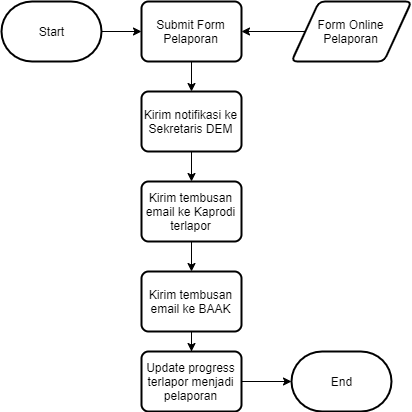 Start
Submit Form
Pelaporan
Form Online
Pelaporan
Kirim notifikasi ke
Sekretaris DEM
Kirim tembusan
email ke Kaprodi
terlapor
Kirim tembusan
email ke BAAK
Update progress
terlapor menjadi
pelaporan
End